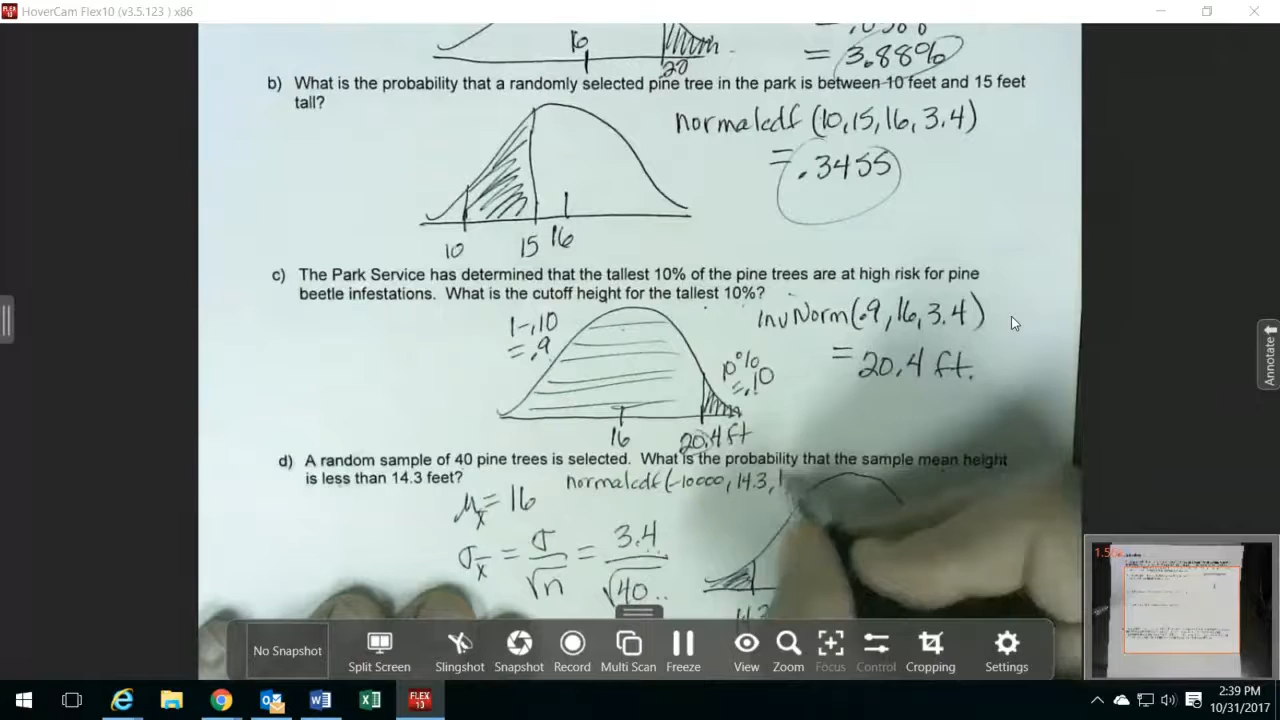 HoverCam Flex10 (v3.5.123 ) x86
16
20
= 3.88%
b) What is the probability that a randomly selected pine tree in the park is between 10 feet and 15 feet
tall?
normalcdf (10,15,16,3.4)
= .3455
10 15 16
c) The Park Service has determined that the tallest 10% of the pine trees are at high risk for pine
beetle infestations. What is the cutoff height for the tallest 10%?
1-.10
= .9
InvNorm(.9,16,3.4)
= 20.4 ft.
10%
=.10
16 20.4 ft
d) A random sample of 40 pine trees is selected. What is the probability that the sample mean height
is less than 14.3 feet?
normalcdf(-10000, 14.3, 1
μx̄ = 16
σx̄ = σ/√n = 3.4/√40
14.3
Annotate
No Snapshot
Split Screen
Slingshot
Snapshot
Record
Multi Scan
Freeze
View
Zoom
Focus
Control
Cropping
Settings
FLEX
2:39 PM
10/31/2017